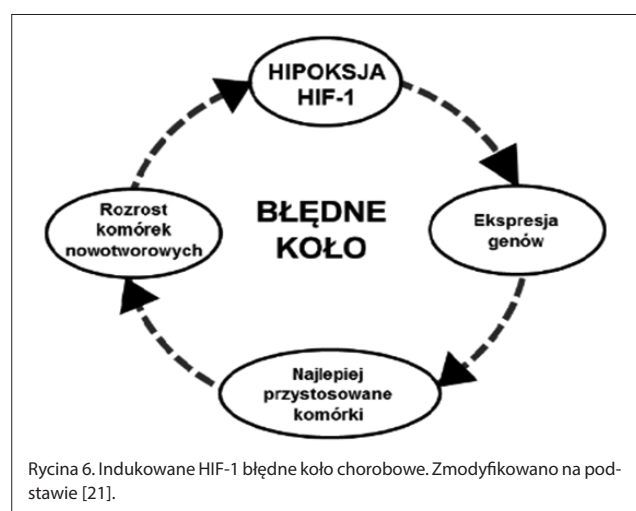 HIPOKSJA
HIF-1
Rozrost
komórek
nowotworowych
BŁĘDNE
KOŁO
Ekspresja
genów
Najlepiej
przystosowane
komórki
Rycina 6. Indukowane HIF-1 błędne koło chorobowe. Zmodyfikowano na pod-
stawie [21].